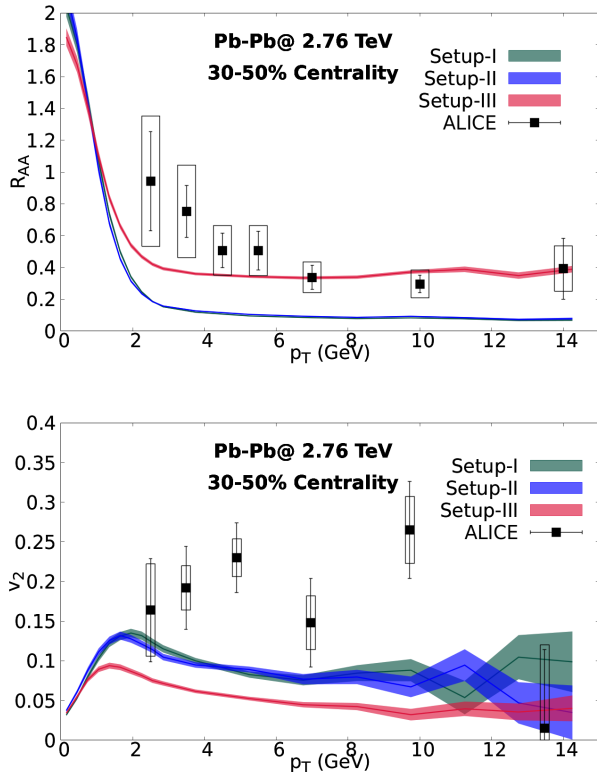 Pb-Pb@ 2.76 TeV
30-50% Centrality
Setup-I
Setup-II
Setup-III
ALICE
R_AA
2
1.8
1.6
1.4
1.2
1
0.8
0.6
0.4
0.2
0
0 2 4 6 8 10 12 14
p_T (GeV)
Pb-Pb@ 2.76 TeV
30-50% Centrality
Setup-I
Setup-II
Setup-III
ALICE
v_2
0.4
0.35
0.3
0.25
0.2
0.15
0.1
0.05
0
0 2 4 6 8 10 12 14
p_T (GeV)